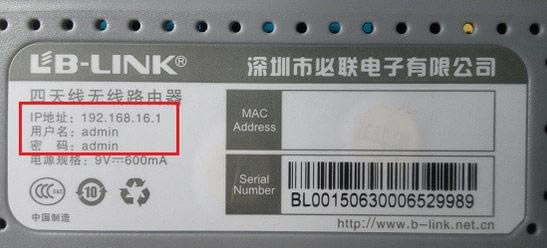 LB-LINK®
深圳市必联电子有限公司
四天线无线路由器
IP地址：192.168.16.1
用户名：admin
密　码：admin
电源规格：9V⎓600mA
MAC Address
Serial Number
BL00150630006529989
CCC S&E
10
中国制造
http://www.b-link.net.cn